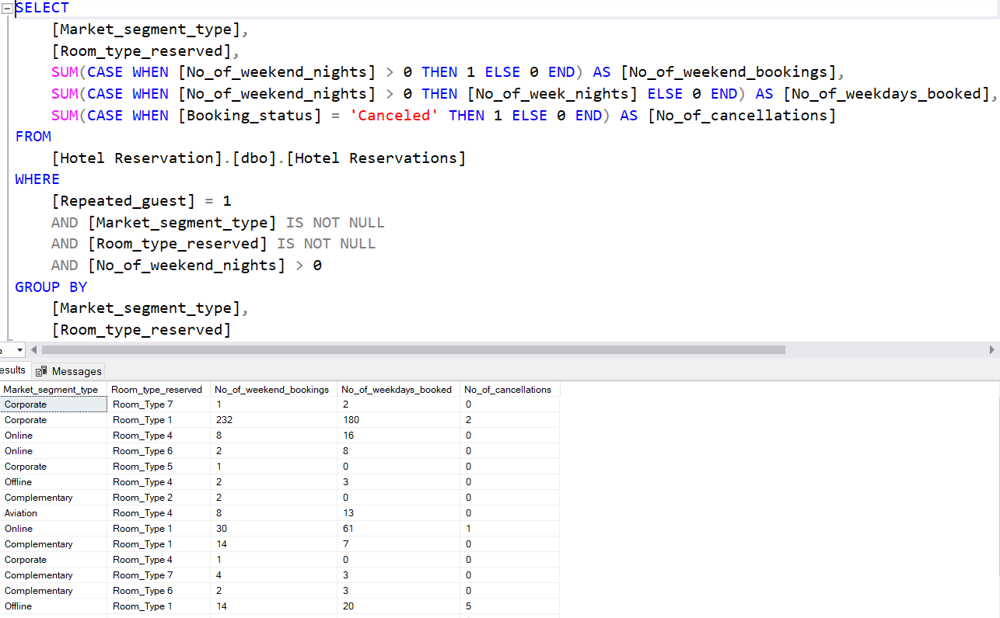 SELECT
[Market_segment_type],
[Room_type_reserved],
SUM(CASE WHEN [No_of_weekend_nights] > 0 THEN 1 ELSE 0 END) AS [No_of_weekend_bookings],
SUM(CASE WHEN [No_of_weekend_nights] > 0 THEN [No_of_week_nights] ELSE 0 END) AS [No_of_weekdays_booked],
SUM(CASE WHEN [Booking_status] = 'Canceled' THEN 1 ELSE 0 END) AS [No_of_cancellations]
FROM
[Hotel Reservation].[dbo].[Hotel Reservations]
WHERE
[Repeated_guest] = 1
AND [Market_segment_type] IS NOT NULL
AND [Room_type_reserved] IS NOT NULL
AND [No_of_weekend_nights] > 0
GROUP BY
[Market_segment_type],
[Room_type_reserved]
esults Messages
Market_segment_type Room_type_reserved No_of_weekend_bookings No_of_weekdays_booked No_of_cancellations
Corporate Room_Type 7 1 2 0
Corporate Room_Type 1 232 180 2
Online Room_Type 4 8 16 0
Online Room_Type 6 2 8 0
Corporate Room_Type 5 1 0 0
Offline Room_Type 4 2 3 0
Complementary Room_Type 2 2 0 0
Aviation Room_Type 4 8 13 0
Online Room_Type 1 30 61 1
Complementary Room_Type 1 14 7 0
Corporate Room_Type 4 1 0 0
Complementary Room_Type 7 4 3 0
Complementary Room_Type 6 2 3 0
Offline Room_Type 1 14 20 5